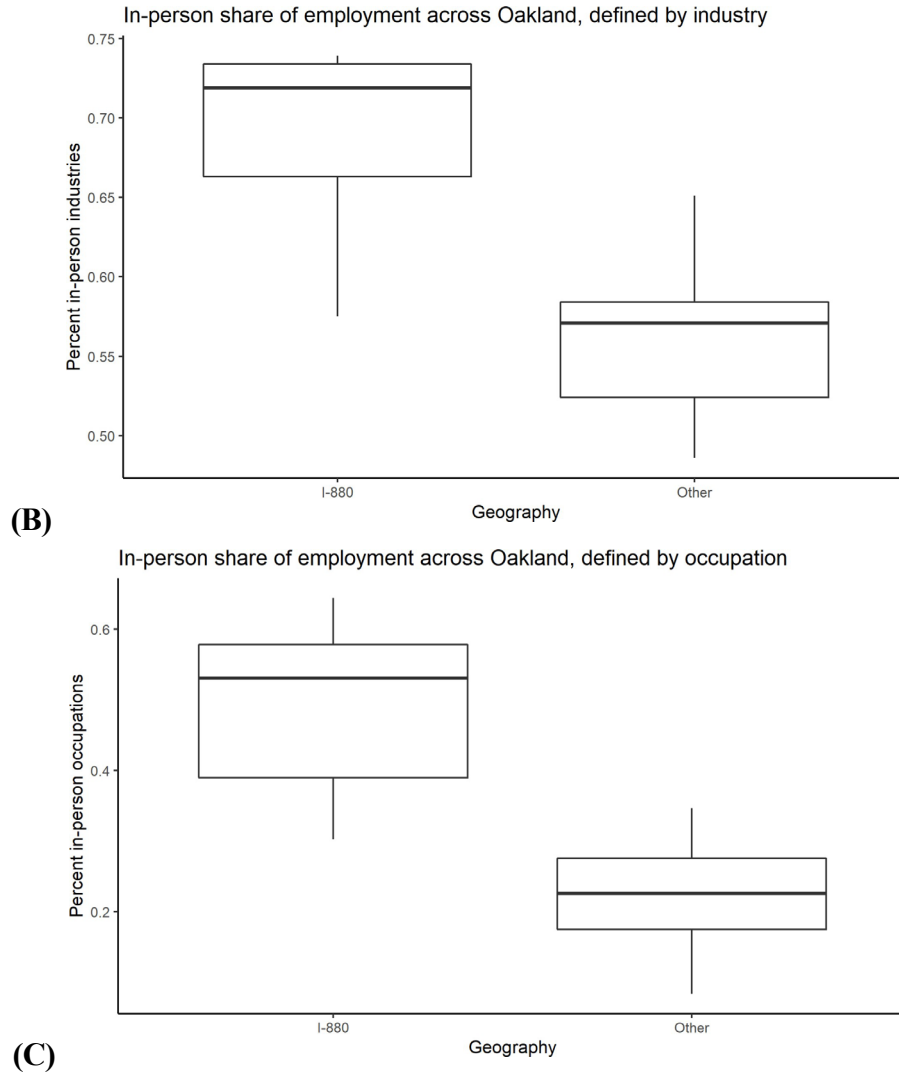 In-person share of employment across Oakland, defined by industry
0.75
0.70
0.65
0.60
0.55
0.50
Percent in-person industries
I-880 Other
Geography
(B)
In-person share of employment across Oakland, defined by occupation
0.6
0.4
0.2
Percent in-person occupations
I-880 Other
Geography
(C)